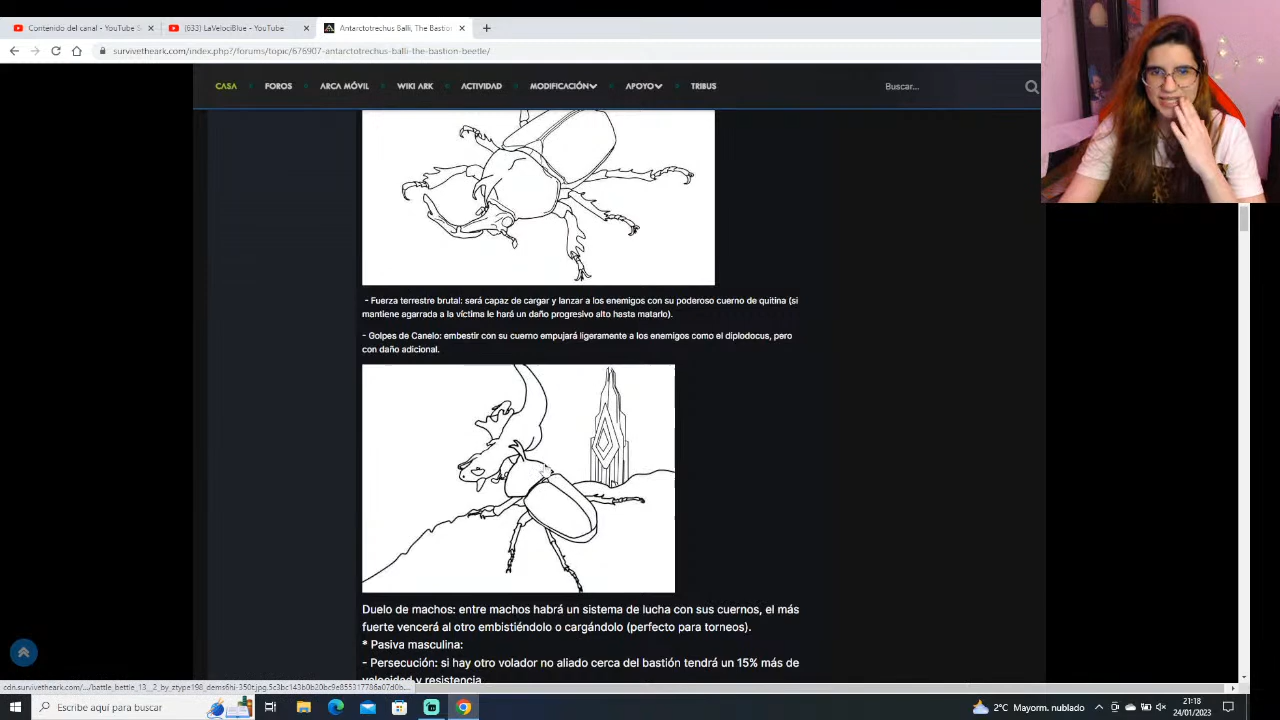 Contenido del canal - YouTube S
(633) LaVelociBlue - YouTube
Antarctotrechus Balli, The Bastio
survivetheark.com/index.php?/forums/topic/676907-antarctotrechus-balli-the-bastion-beetle/
CASA FOROS ARCA MÓVIL WIKI ARK ACTIVIDAD MODIFICACIÓN APOYO TRIBUS Buscar...
- Fuerza terrestre brutal: será capaz de cargar y lanzar a los enemigos con su poderoso cuerno de quitina (si
mantiene agarrada a la víctima le hará un daño progresivo alto hasta matarlo).
- Golpes de Canelo: embestir con su cuerno empujará ligeramente a los enemigos como el diplodocus, pero
con daño adicional.
Duelo de machos: entre machos habrá un sistema de lucha con sus cuernos, el más
fuerte vencerá al otro embistiéndolo o cargándolo (perfecto para torneos).
* Pasiva masculina:
- Persecución: si hay otro volador no aliado cerca del bastión tendrá un 15% más de
velocidad y resistencia
Escribe aquí para buscar
2°C Mayorm. nublado
21:18
24/01/2023